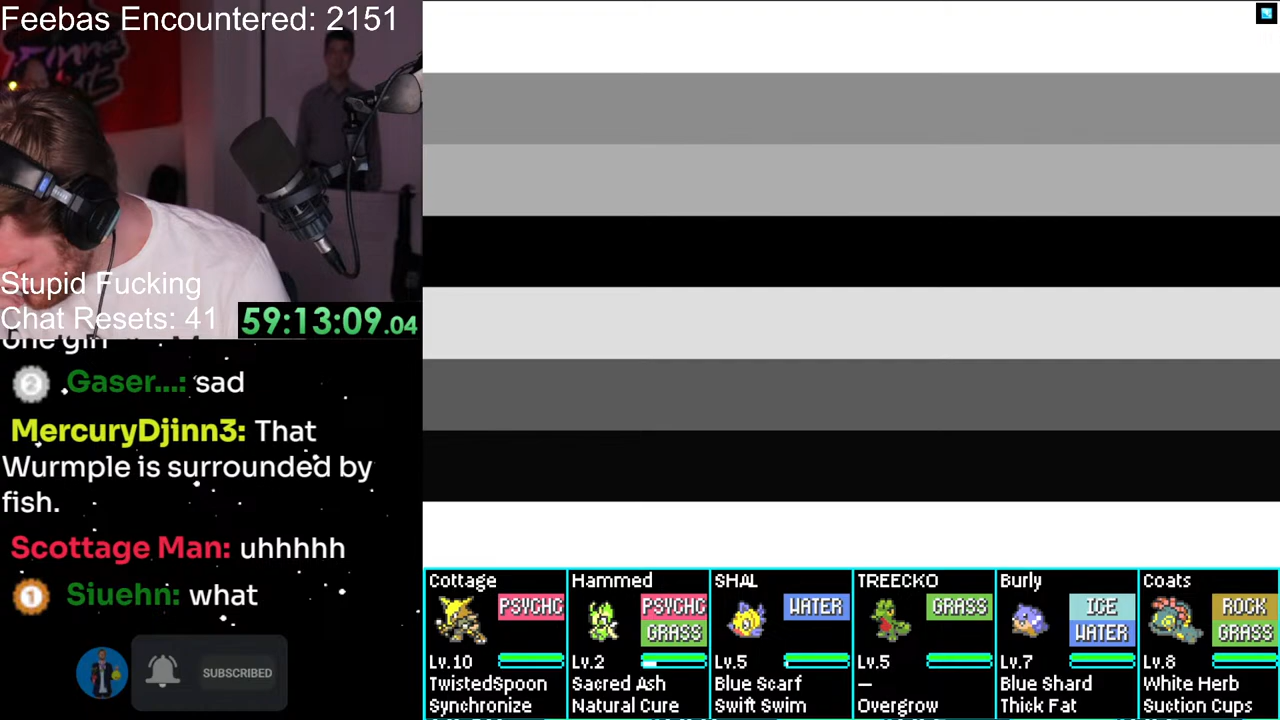 Feebas Encountered: 2151
Stupid Fucking
Chat Resets: 41
59:13:09.04
Gaser...: sad
MercuryDjinn3: That
Wurmple is surrounded by
fish.
Scottage Man: uhhhhh
Siuehn: what
SUBSCRIBED
Cottage
PSYCHC
Lv.10
TwistedSpoon
Synchronize
Hammed
PSYCHC
GRASS
Lv.2
Sacred Ash
Natural Cure
SHAL
WATER
Lv.5
Blue Scarf
Swift Swim
TREECKO
GRASS
Lv.5
—
Overgrow
Burly
ICE
WATER
Lv.7
Blue Shard
Thick Fat
Coats
ROCK
GRASS
Lv.8
White Herb
Suction Cups